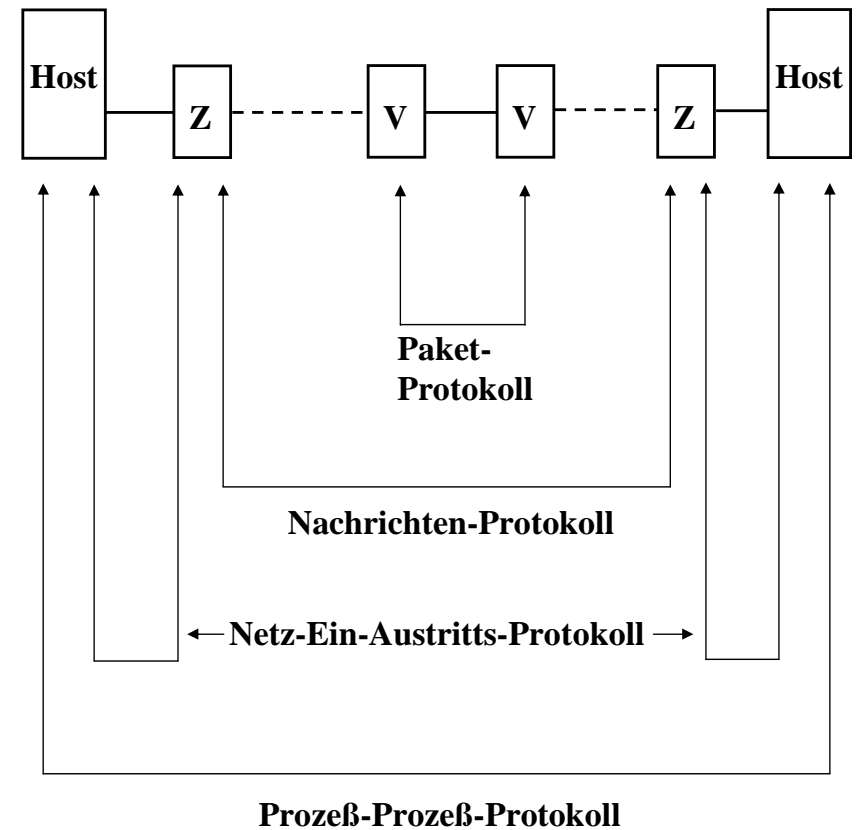 Host
Host
Z
V
V
Z
Paket-
Protokoll
Nachrichten-Protokoll
Netz-Ein-Austritts-Protokoll
Prozeß-Prozeß-Protokoll